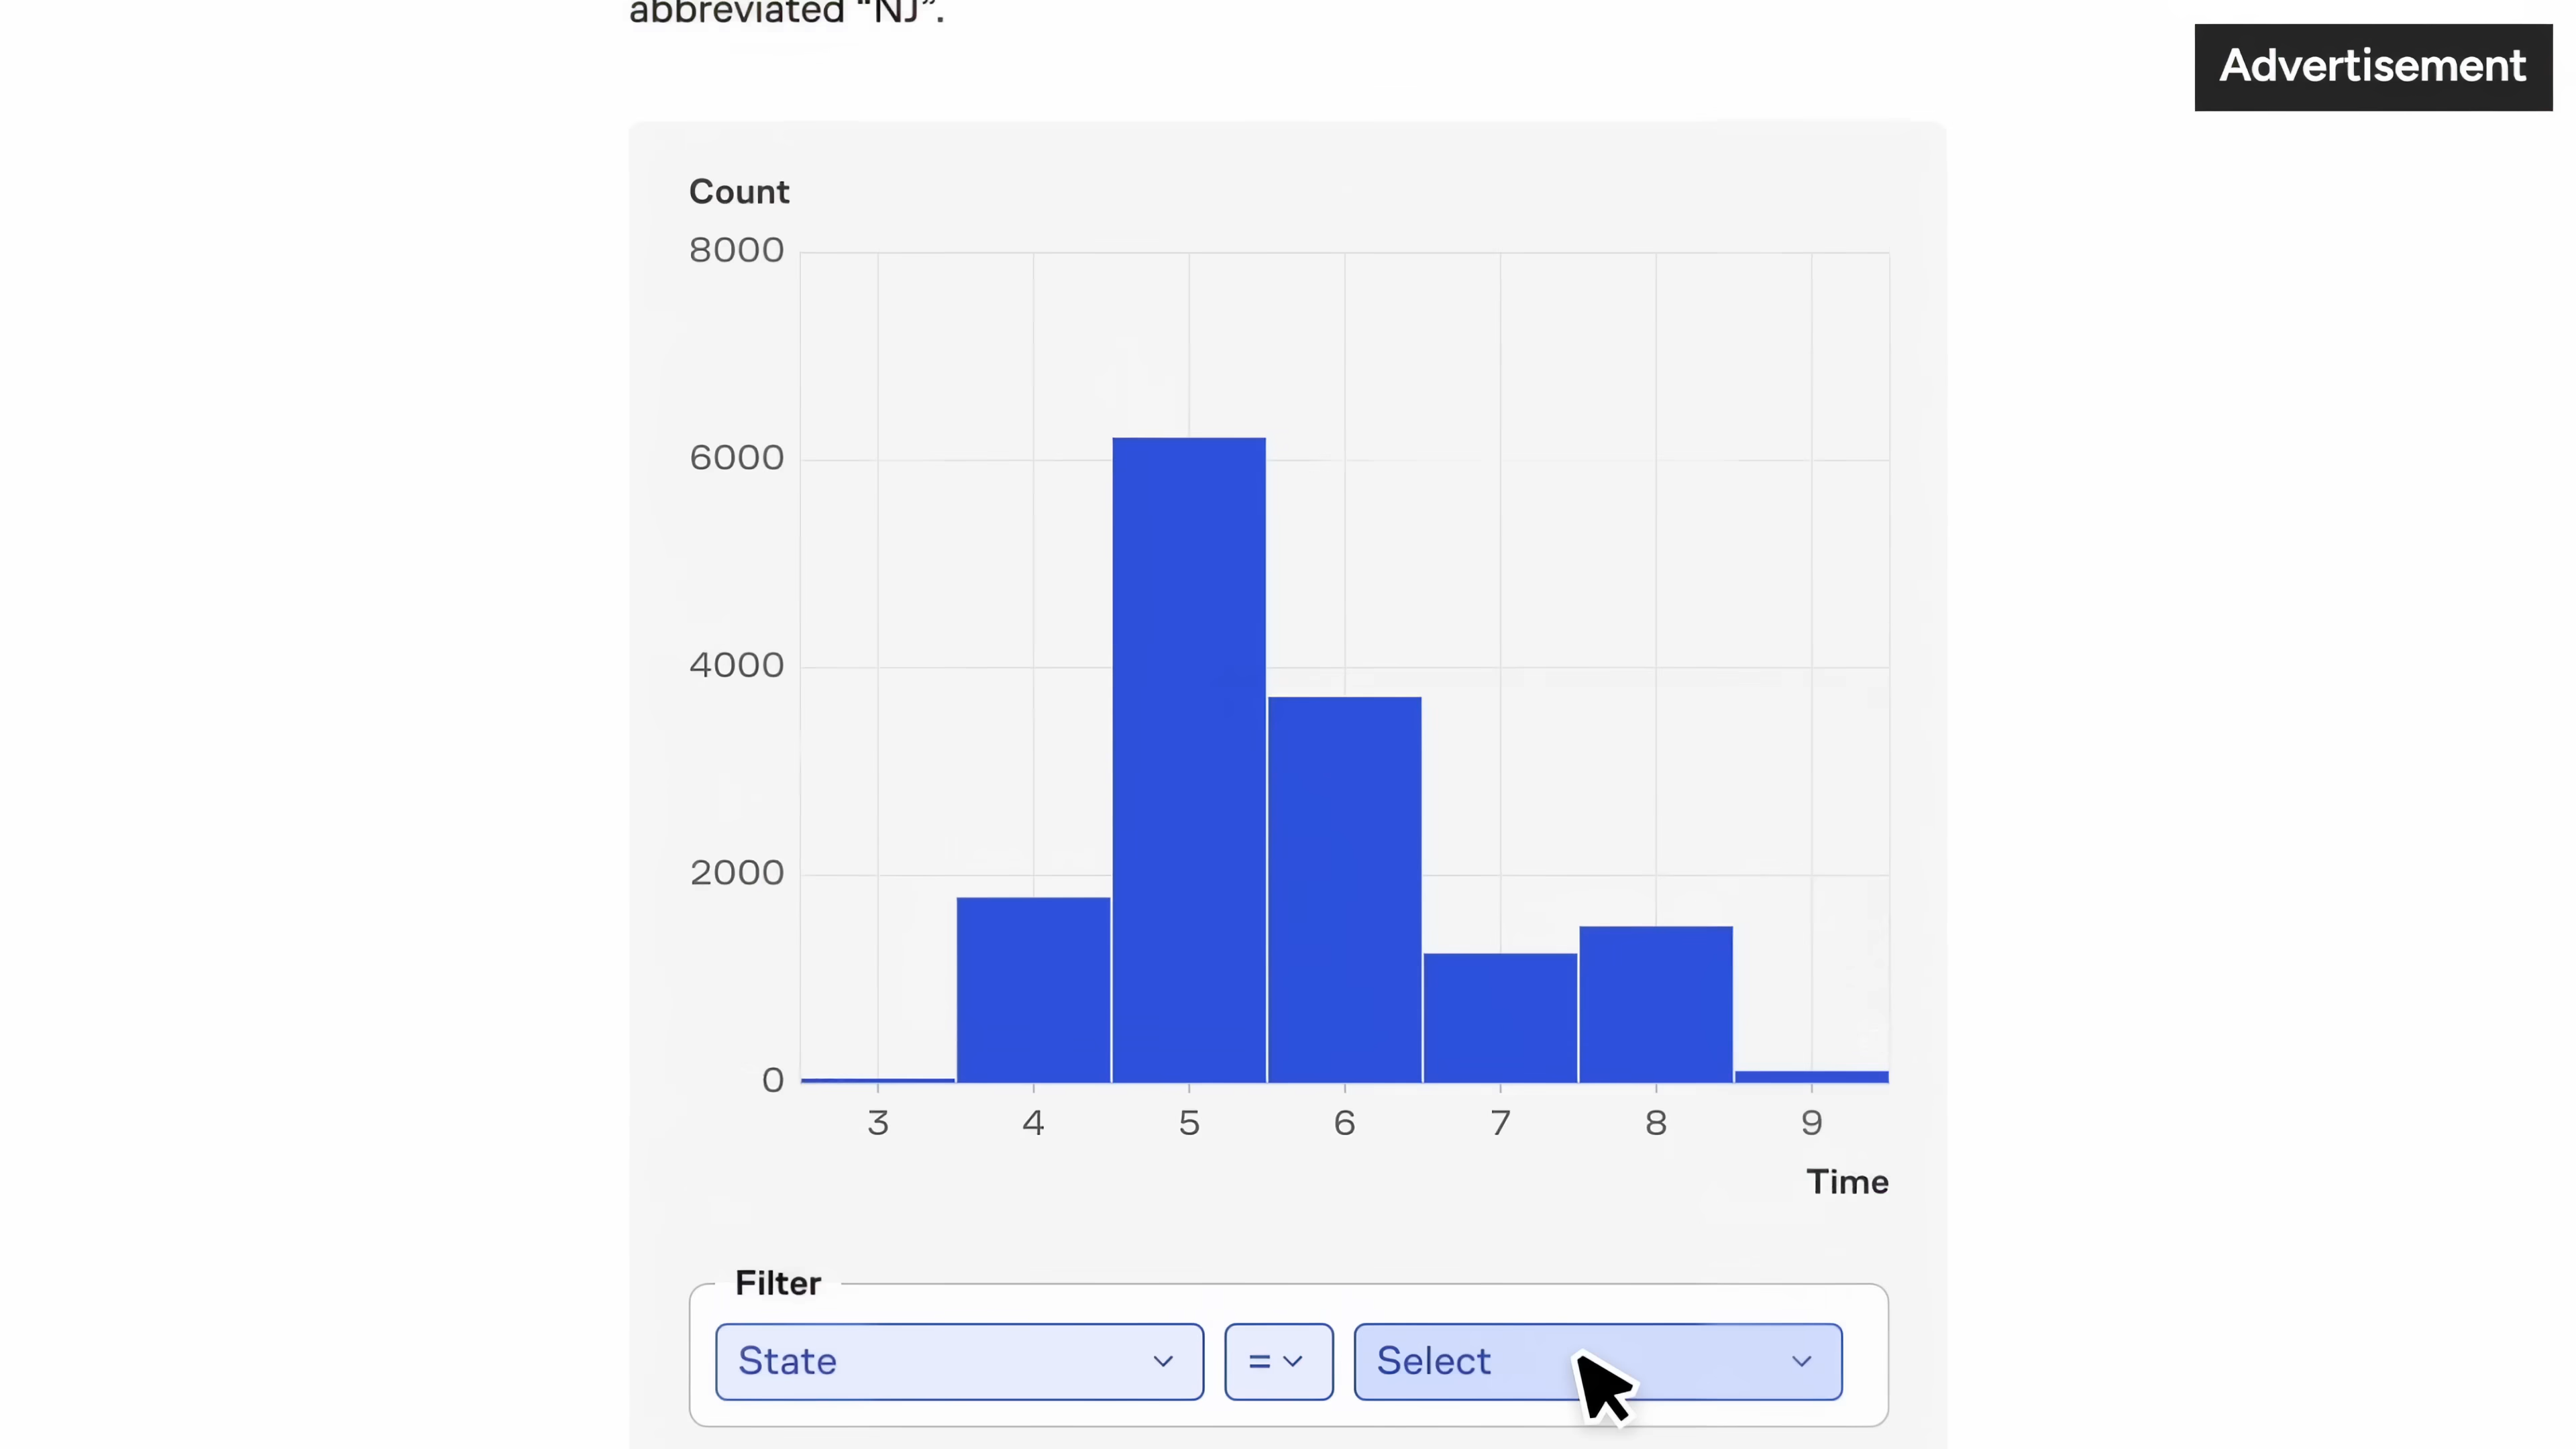 abbreviated “NJ”.
Advertisement
Count
8000
6000
4000
2000
0
3 4 5 6 7 8 9
Time
Filter
State = Select